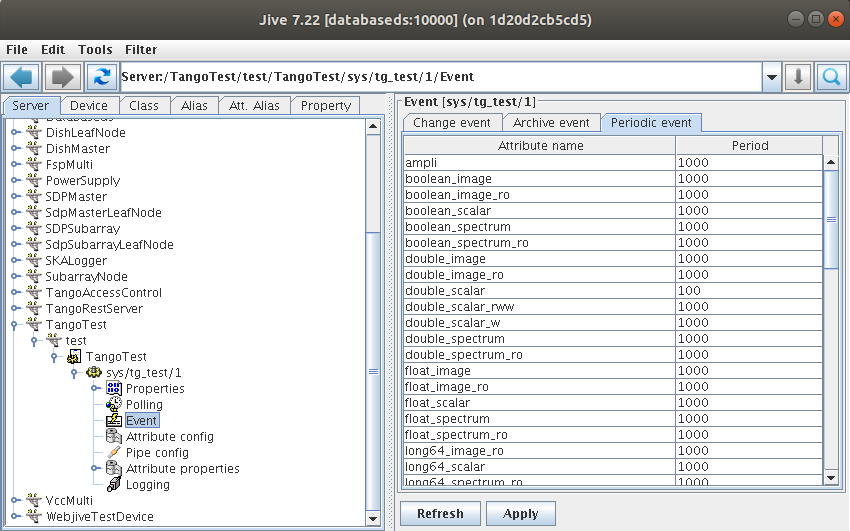 Jive 7.22 [databaseds:10000] (on 1d20d2cb5cd5)
File Edit Tools Filter
Server:/TangoTest/test/TangoTest/sys/tg_test/1/Event
Server Device Class Alias Att. Alias Property
DishLeafNode
DishMaster
FspMulti
PowerSupply
SDPMaster
SdpMasterLeafNode
SDPSubarray
SdpSubarrayLeafNode
SKALogger
SubarrayNode
TangoAccessControl
TangoRestServer
TangoTest
test
TangoTest
sys/tg_test/1
Properties
Polling
Event
Attribute config
Pipe config
Attribute properties
Logging
VccMulti
WebjiveTestDevice
Event [sys/tg_test/1]
Change event Archive event Periodic event
Attribute name Period
ampli 1000
boolean_image 1000
boolean_image_ro 1000
boolean_scalar 1000
boolean_spectrum 1000
boolean_spectrum_ro 1000
double_image 1000
double_image_ro 1000
double_scalar 100
double_scalar_rww 1000
double_scalar_w 1000
double_spectrum 1000
double_spectrum_ro 1000
float_image 1000
float_image_ro 1000
float_scalar 1000
float_spectrum 1000
float_spectrum_ro 1000
long64_image_ro 1000
long64_scalar 1000
long64_spectrum_ro 1000
Refresh Apply